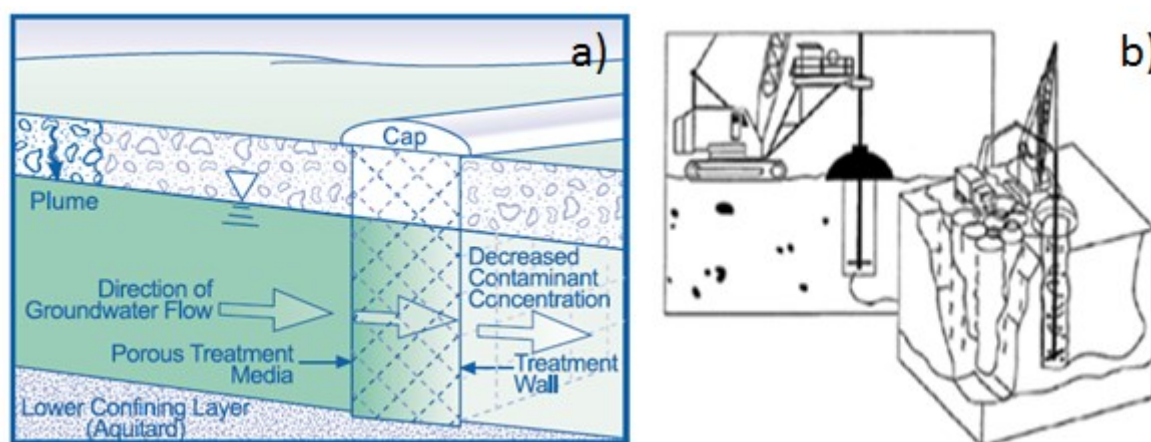 a)
b)
Cap
Plume
Decreased
Contaminant
Concentration
Direction of
Groundwater Flow
Porous Treatment
Media
Treatment
Wall
Lower Confining Layer
(Aquitard)